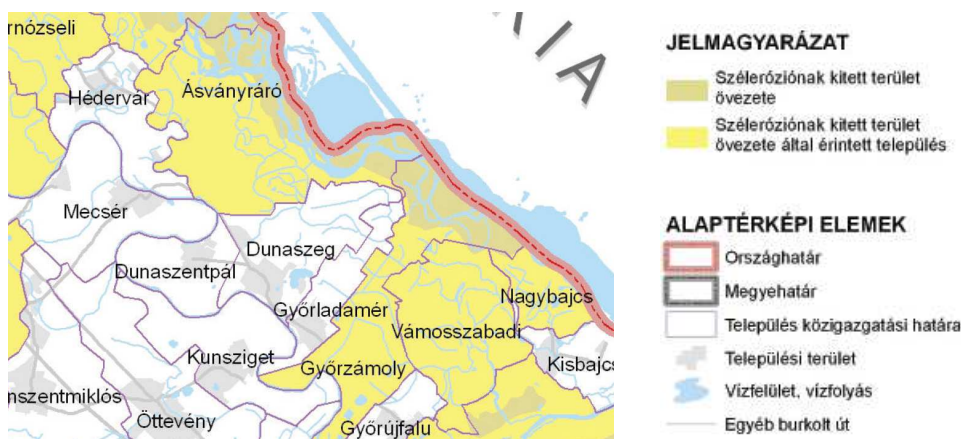 rnózseli
Hédervár
Ásványráró
KIA
Mecsér
Dunaszeg
Dunaszentpál
Győrladamér
Nagybajcs
Vámosszabadi
Kunsziget
Győrzámoly
Kisbajcs
nszentmiklós
Öttevény
Győrújfalu
JELMAGYARÁZAT
Széleróziónak kitett terület
övezete
Széleróziónak kitett terület
övezete által érintett település
ALAPTÉRKÉPI ELEMEK
Országhatár
Megyehatár
Település közigazgatási határa
Települési terület
Vízfelület, vízfolyás
Egyéb burkolt út